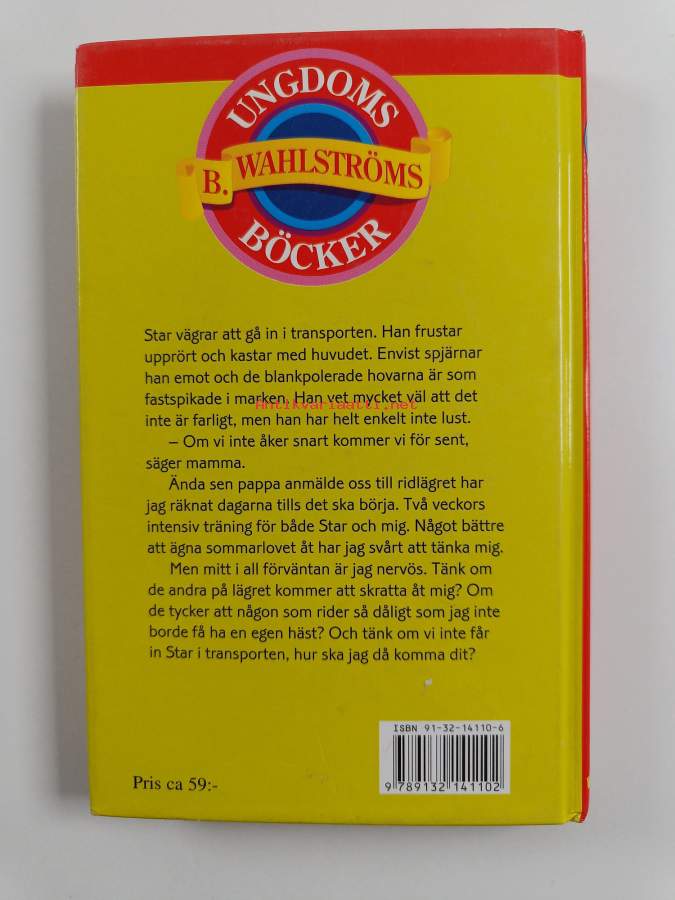 UNGDOMS
B. WAHLSTRÖMS
BÖCKER
Star vägrar att gå in i transporten. Han frustar
upprört och kastar med huvudet. Envist spjärnar
han emot och de blankpolerade hovarna är som
fastspikade i marken. Han vet mycket väl att det
Antikvariaatti.net
inte är farligt, men han har helt enkelt inte lust.
– Om vi inte åker snart kommer vi för sent,
säger mamma.
Ända sen pappa anmälde oss till ridlägret har
jag räknat dagarna tills det ska börja. Två veckors
intensiv träning för både Star och mig. Något bättre
att ägna sommarlovet åt har jag svårt att tänka mig.
Men mitt i all förväntan är jag nervös. Tänk om
de andra på lägret kommer att skratta åt mig? Om
de tycker att någon som rider så dåligt som jag inte
borde få ha en egen häst? Och tänk om vi inte får
in Star i transporten, hur ska jag då komma dit?
ISBN 91-32-14110-6
9 789132 141102
Pris ca 59:-